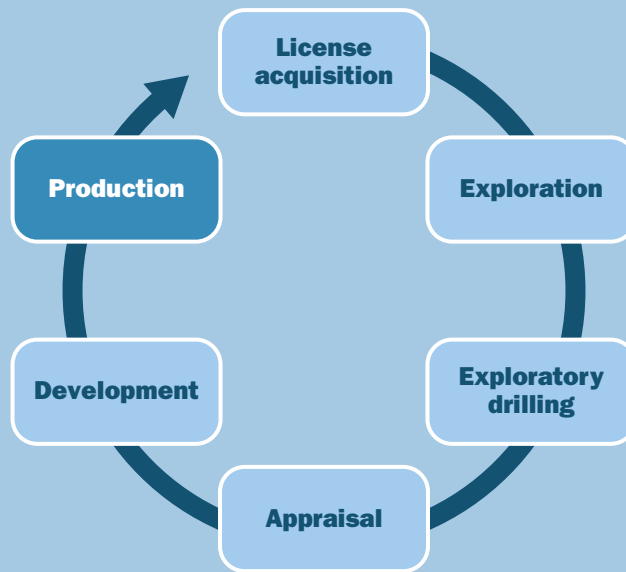 License
acquisition
Exploration
Exploratory
drilling
Appraisal
Development
Production